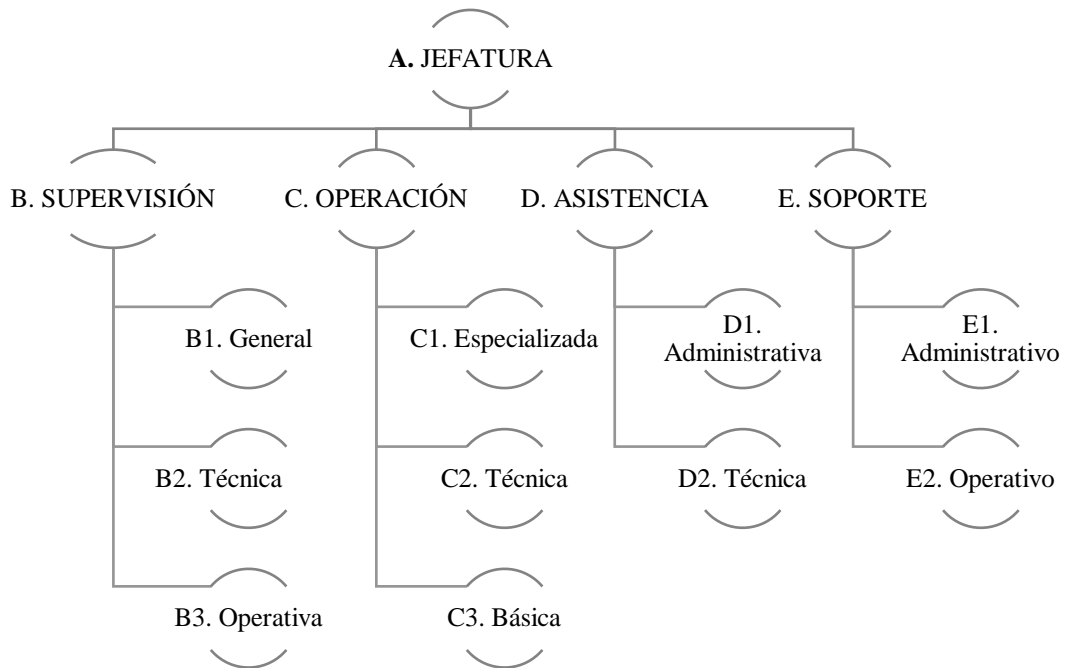 A. JEFATURA
B. SUPERVISIÓN
C. OPERACIÓN
D. ASISTENCIA
E. SOPORTE
B1. General
C1. Especializada
D1.
Administrativa
E1.
Administrativo
B2. Técnica
C2. Técnica
D2. Técnica
E2. Operativo
B3. Operativa
C3. Básica